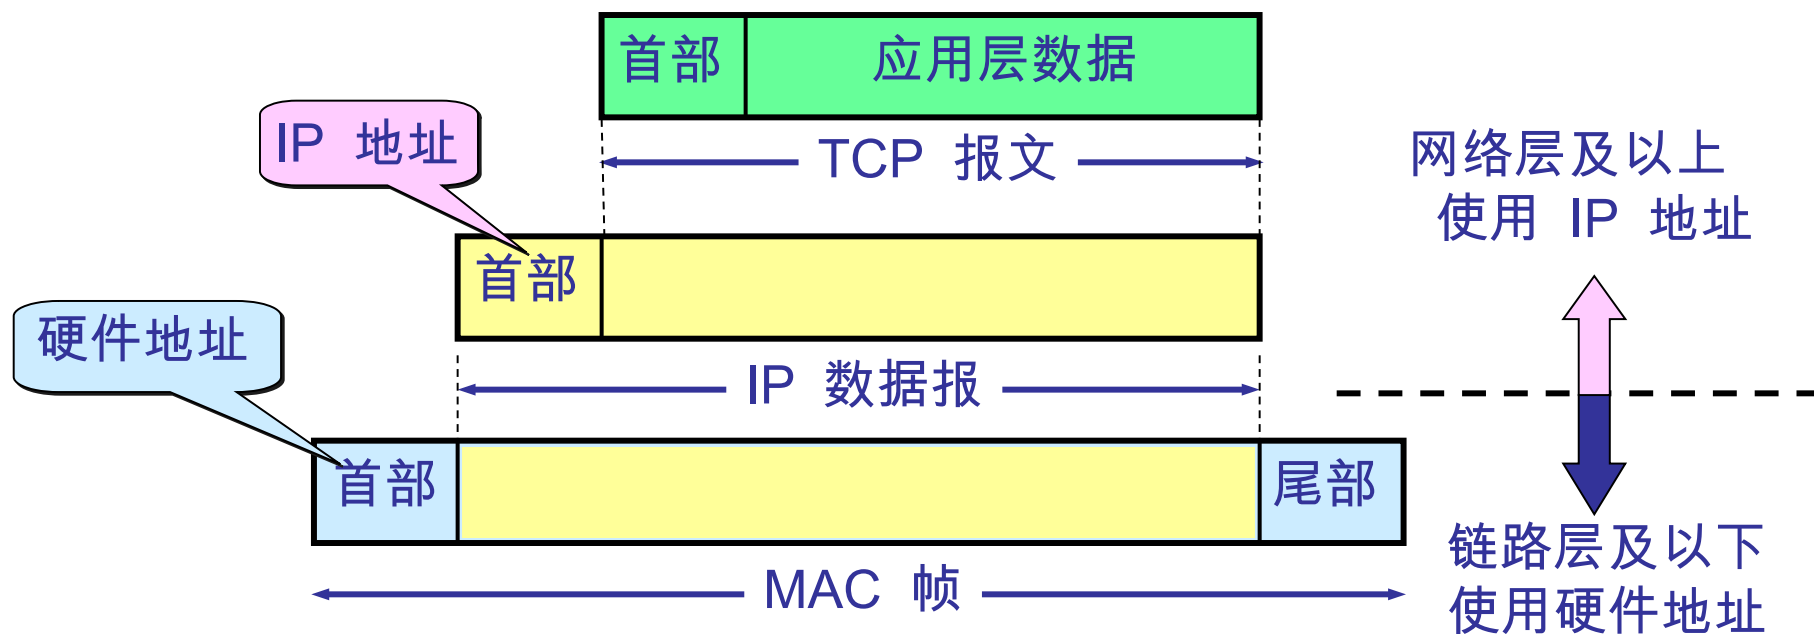 首部 应用层数据
IP 地址
TCP 报文
网络层及以上
使用 IP 地址
首部
硬件地址
IP 数据报
首部 尾部
链路层及以下
使用硬件地址
MAC 帧